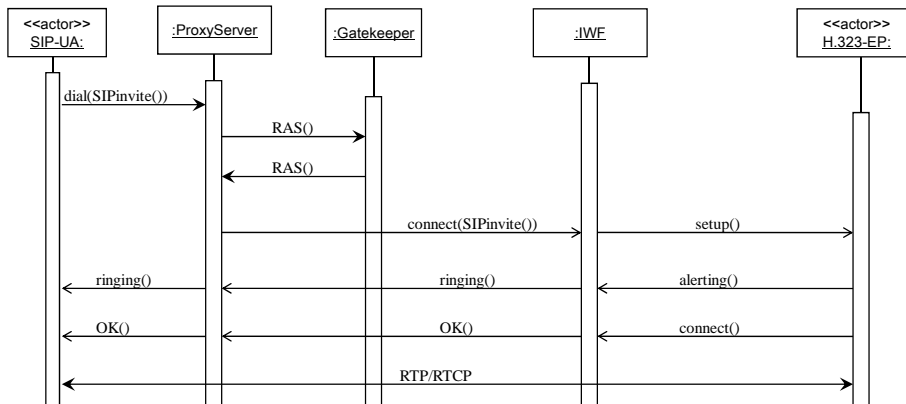 <<actor>>
SIP-UA:
:ProxyServer
:Gatekeeper
:IWF
<<actor>>
H.323-EP:
dial(SIPinvite())
RAS()
RAS()
connect(SIPinvite())
setup()
ringing()
ringing()
alerting()
OK()
OK()
connect()
RTP/RTCP